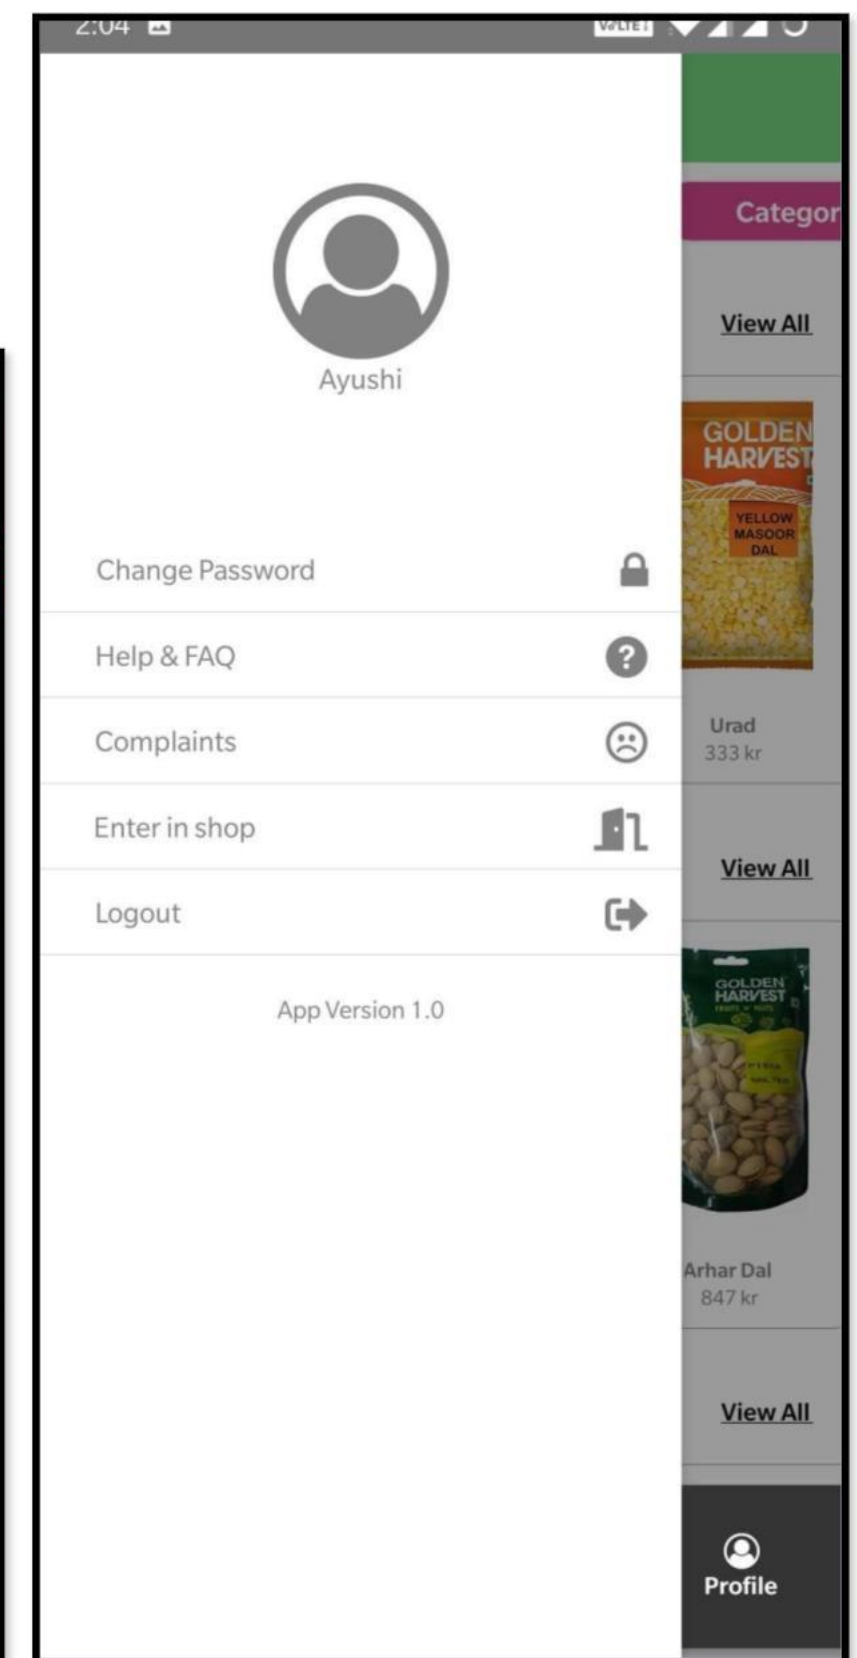 2:04
VoLTE
Categor
View All
Ayushi
GOLDEN
HARVEST
YELLOW
MASOOR
DAL
Change Password
Help & FAQ
Urad
333 kr
Complaints
Enter in shop
View All
Logout
GOLDEN
HARVEST
App Version 1.0
Arhar Dal
847 kr
View All
Profile